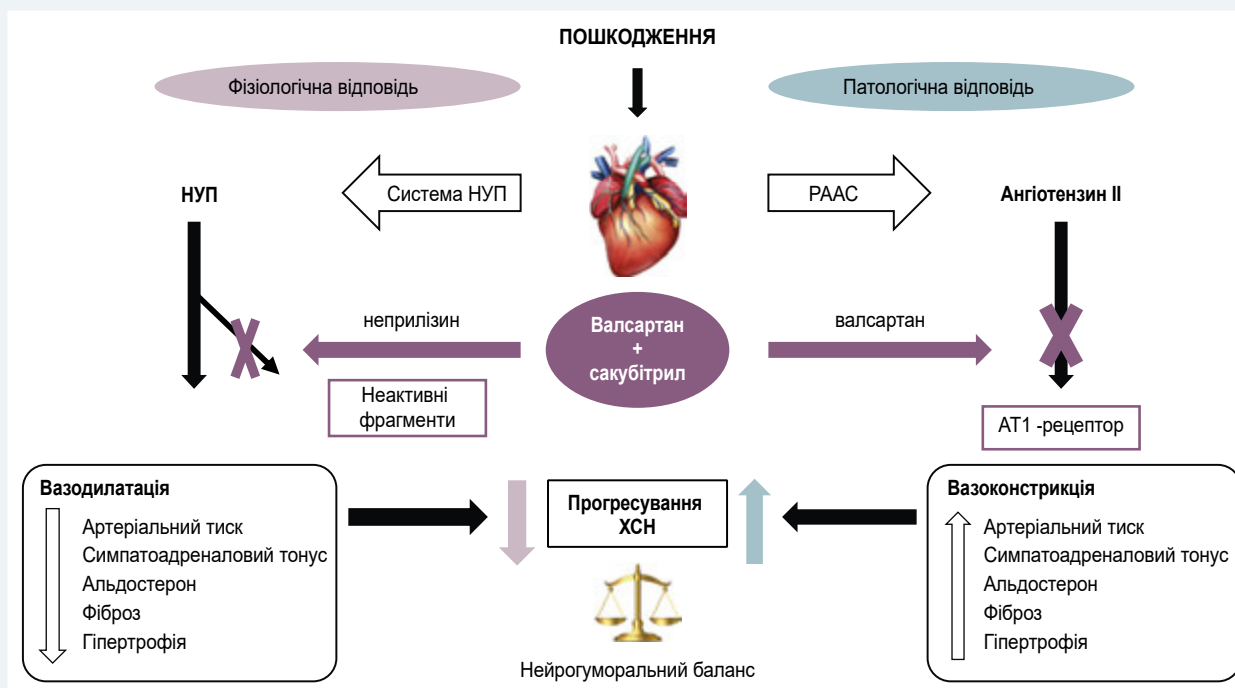 ПОШКОДЖЕННЯ
Фізіологічна відповідь
Патологічна відповідь
НУП
Система НУП
РААС
Ангіотензин II
неприлізин
Валсартан
+
сакубітрил
валсартан
Неактивні
фрагменти
АТ1 -рецептор
Вазодилатація
Артеріальний тиск
Симпатоадреналовий тонус
Альдостерон
Фіброз
Гіпертрофія
Прогресування
ХСН
Нейрогуморальний баланс
Вазоконстрикція
Артеріальний тиск
Симпатоадреналовий тонус
Альдостерон
Фіброз
Гіпертрофія